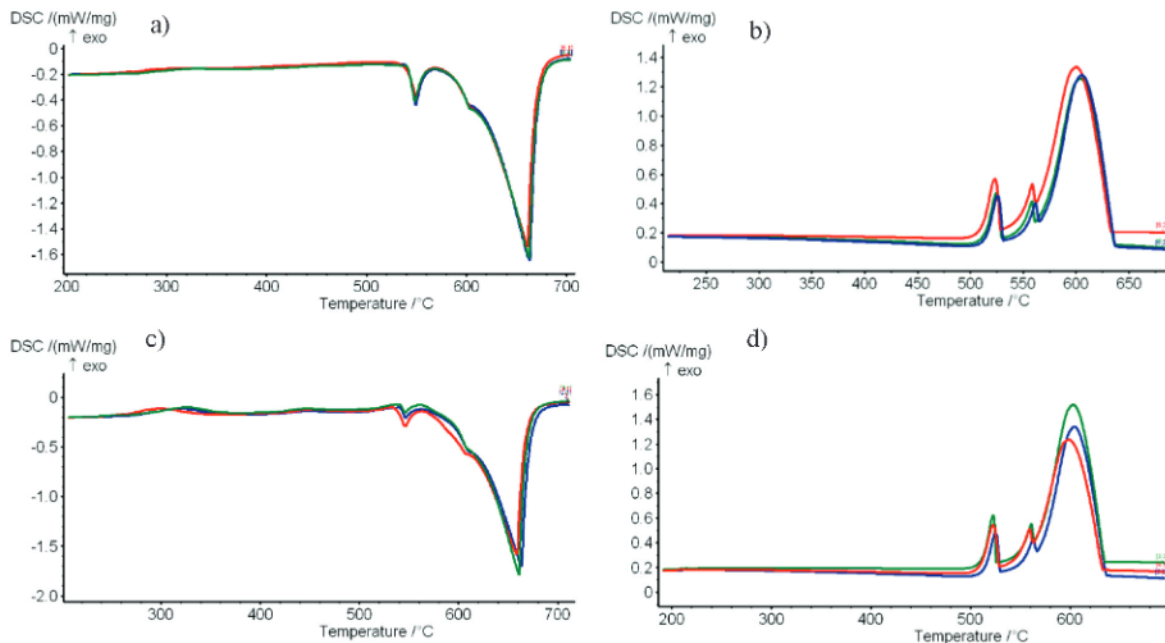 DSC /(mW/mg)
↑ exo
a)
0
-0.2
-0.4
-0.6
-0.8
-1.0
-1.2
-1.4
-1.6
200 300 400 500 600 700
Temperature /°C
DSC /(mW/mg)
↑ exo
b)
1.4
1.2
1.0
0.8
0.6
0.4
0.2
0
250 300 350 400 450 500 550 600 650
Temperature /°C
DSC /(mW/mg)
↑ exo
c)
0
-0.5
-1.0
-1.5
-2.0
300 400 500 600 700
Temperature /°C
DSC /(mW/mg)
↑ exo
d)
1.6
1.4
1.2
1.0
0.8
0.6
0.4
0.2
0
200 300 400 500 600
Temperature /°C